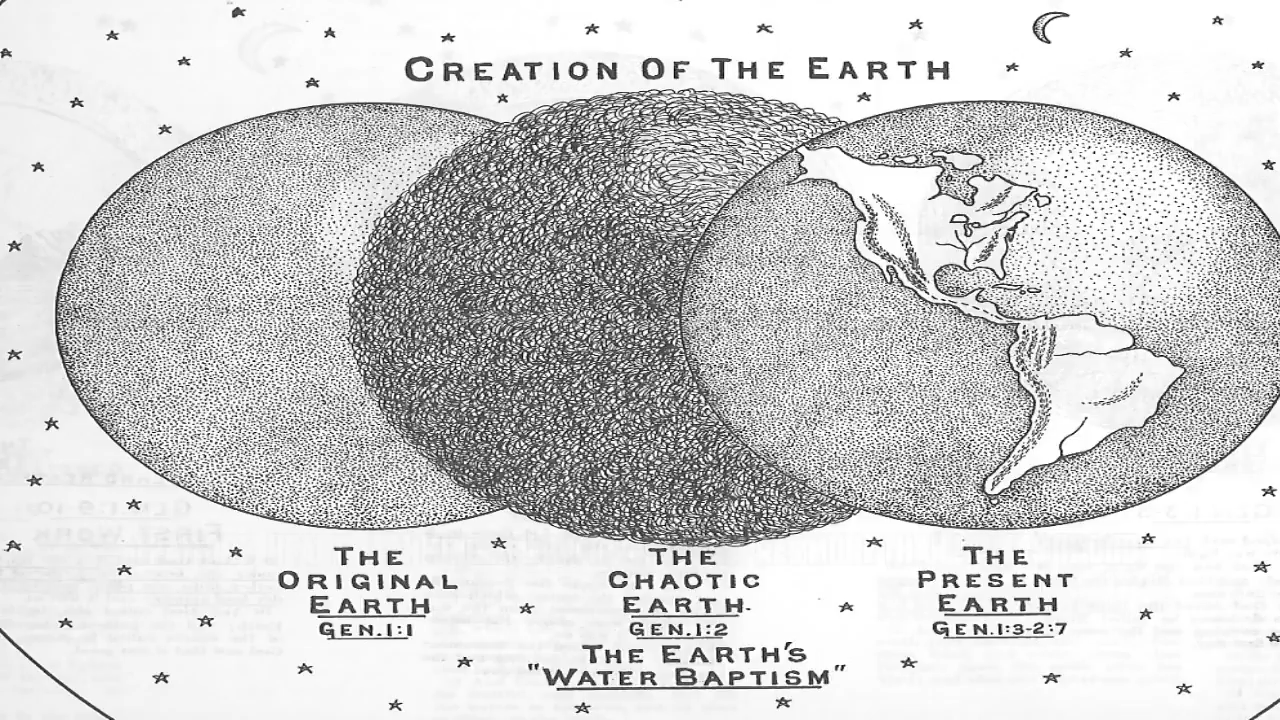 CREATION OF THE EARTH
THE
ORIGINAL
EARTH
GEN. 1:1
THE
CHAOTIC
EARTH.
GEN. 1:2
THE EARTH'S
"WATER BAPTISM"
THE
PRESENT
EARTH
GEN. 1:3-2:7